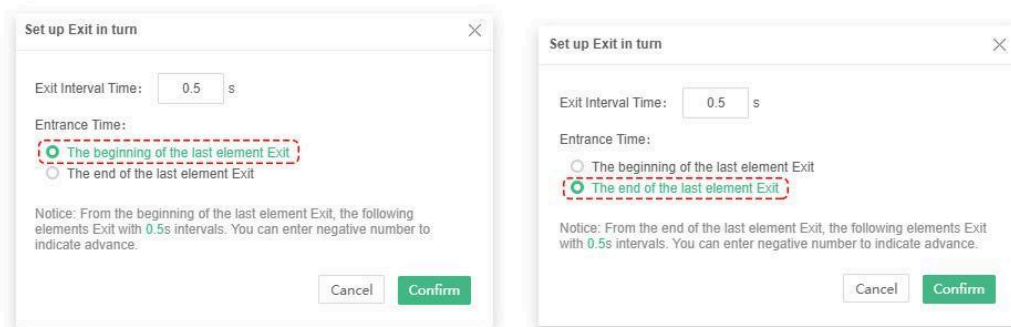 Set up Exit in turn
Exit Interval Time: 0.5 s
Entrance Time:
The beginning of the last element Exit
The end of the last element Exit
Notice: From the beginning of the last element Exit, the following
elements Exit with 0.5s intervals. You can enter negative number to
indicate advance.
Cancel Confirm
Set up Exit in turn
Exit Interval Time: 0.5 s
Entrance Time:
The beginning of the last element Exit
The end of the last element Exit
Notice: From the end of the last element Exit, the following elements Exit
with 0.5s intervals. You can enter negative number to indicate advance.
Cancel Confirm